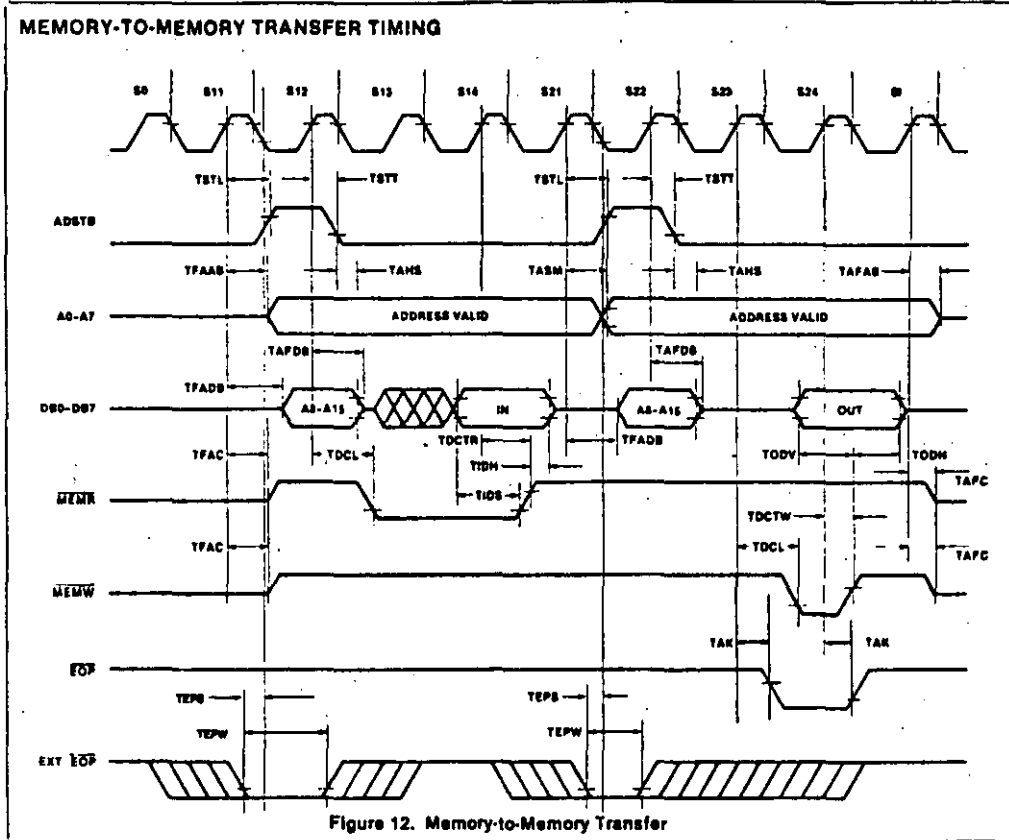 MEMORY-TO-MEMORY TRANSFER TIMING
S0 S11 S12 S13 S14 S21 S22 S23 S24 SI
TSTL TSTT TSTL TSTT
ADSTB
TFAAB TAHS TASM TAHS TAFAB
A0-A7 ADDRESS VALID ADDRESS VALID
TAFDB TAFDB
TFADB
DB0-DB7 A8-A15 IN A8-A15 OUT
TDCTR TFADB
TFAC TDCL TIDH TODV TODH
TAFC
MEMR TIDS
TDCTW
TFAC TDCL TAFC
MEMW
TAK TAK
EOP
TEPS TEPS
TEPW TEPW
EXT EOP
Figure 12. Memory-to-Memory Transfer